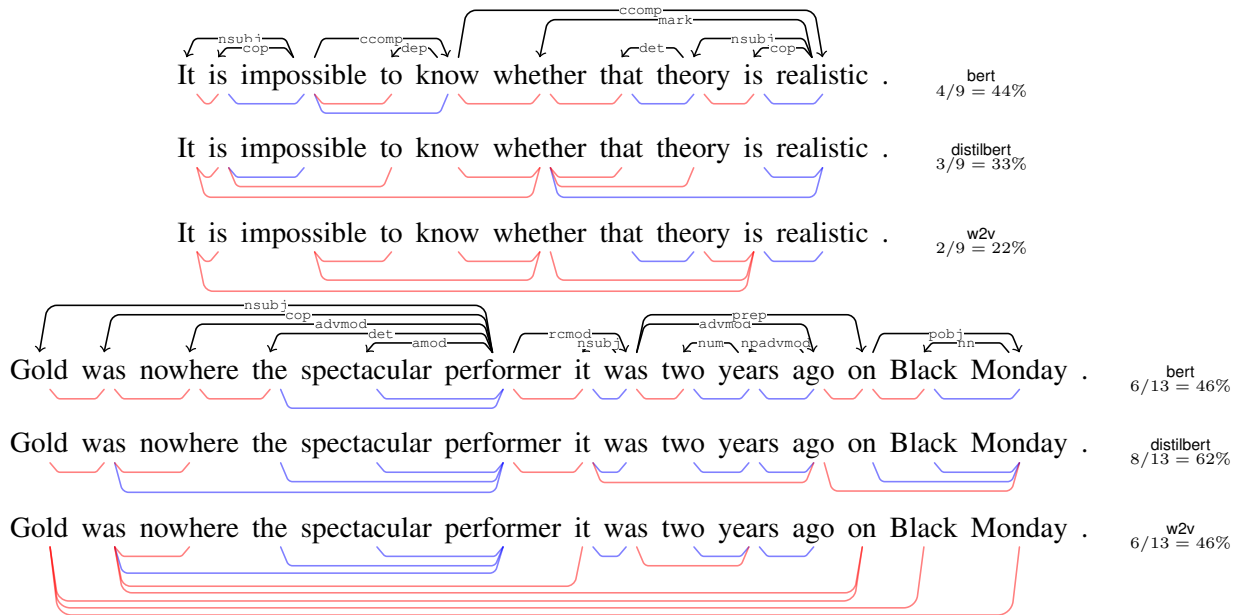 ccomp
mark
nsubj ccomp nsubj
cop dep det cop
It is impossible to know whether that theory is realistic . bert
4/9 = 44%
It is impossible to know whether that theory is realistic . distilbert
3/9 = 33%
It is impossible to know whether that theory is realistic . w2v
2/9 = 22%
nsubj
cop prep
advmod advmod
det rcmod pobj
amod nsubj num npadvmod nn
Gold was nowhere the spectacular performer it was two years ago on Black Monday . bert
6/13 = 46%
Gold was nowhere the spectacular performer it was two years ago on Black Monday . distilbert
8/13 = 62%
Gold was nowhere the spectacular performer it was two years ago on Black Monday . w2v
6/13 = 46%